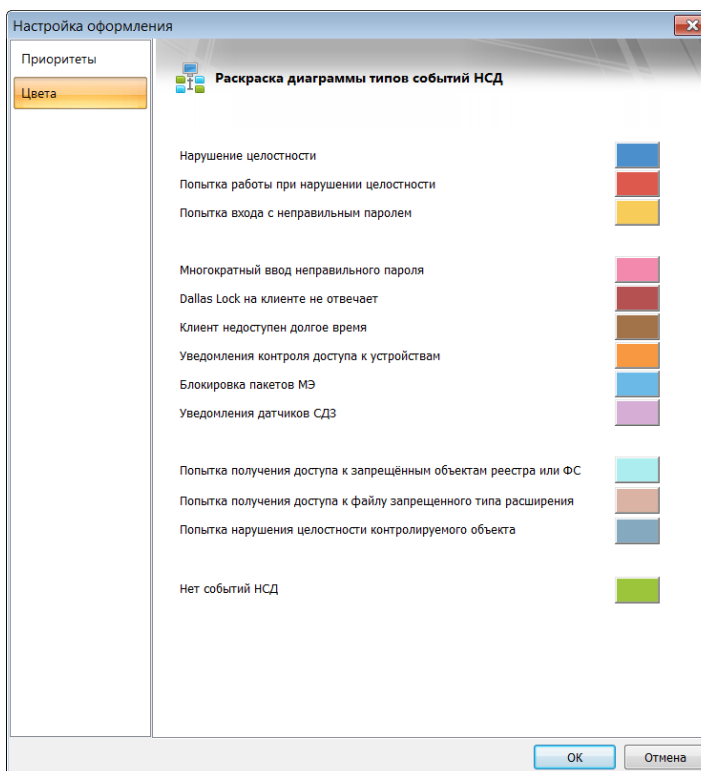 Настройка оформления
Приоритеты
Цвета
Раскраска диаграммы типов событий НСД
Нарушение целостности
Попытка работы при нарушении целостности
Попытка входа с неправильным паролем
Многократный ввод неправильного пароля
Dallas Lock на клиенте не отвечает
Клиент недоступен долгое время
Уведомления контроля доступа к устройствам
Блокировка пакетов МЭ
Уведомления датчиков СДЗ
Попытка получения доступа к запрещённым объектам реестра или ФС
Попытка получения доступа к файлу запрещенного типа расширения
Попытка нарушения целостности контролируемого объекта
Нет событий НСД
ОК
Отмена